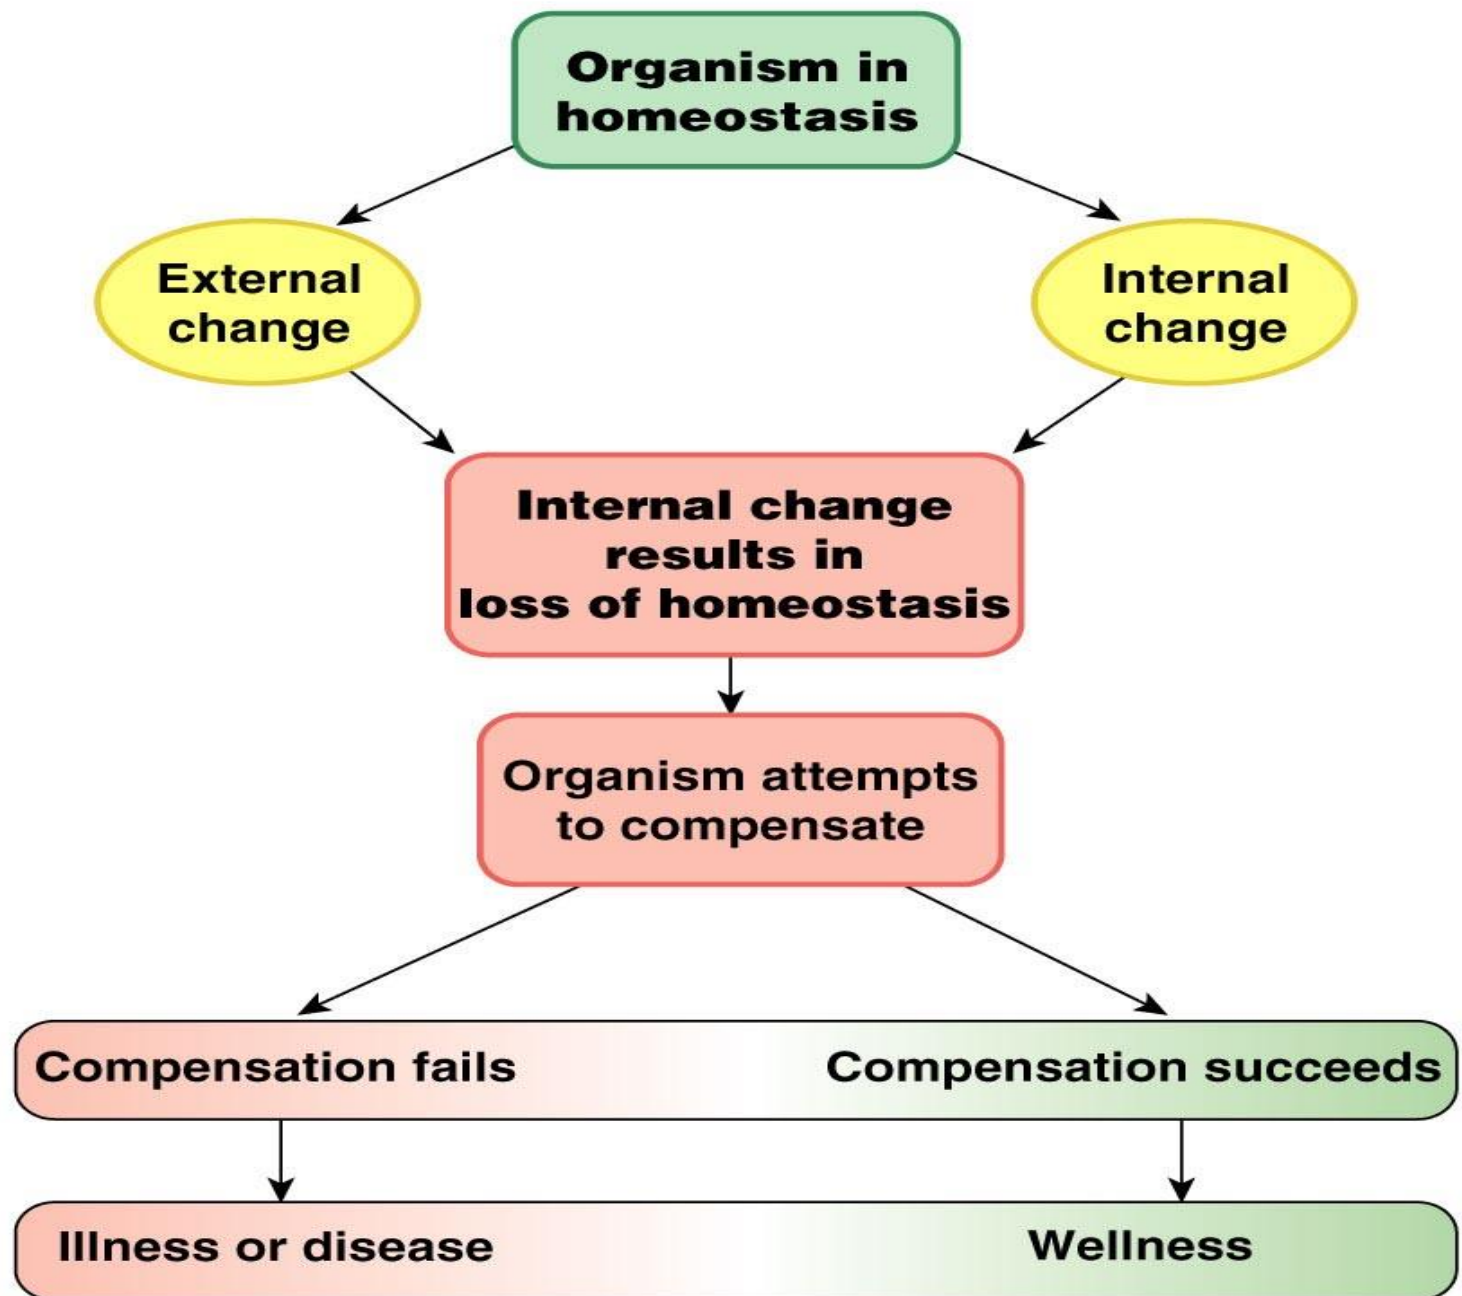 Organism in
homeostasis
External
change
Internal
change
Internal change
results in
loss of homeostasis
Organism attempts
to compensate
Compensation fails
Compensation succeeds
Illness or disease
Wellness